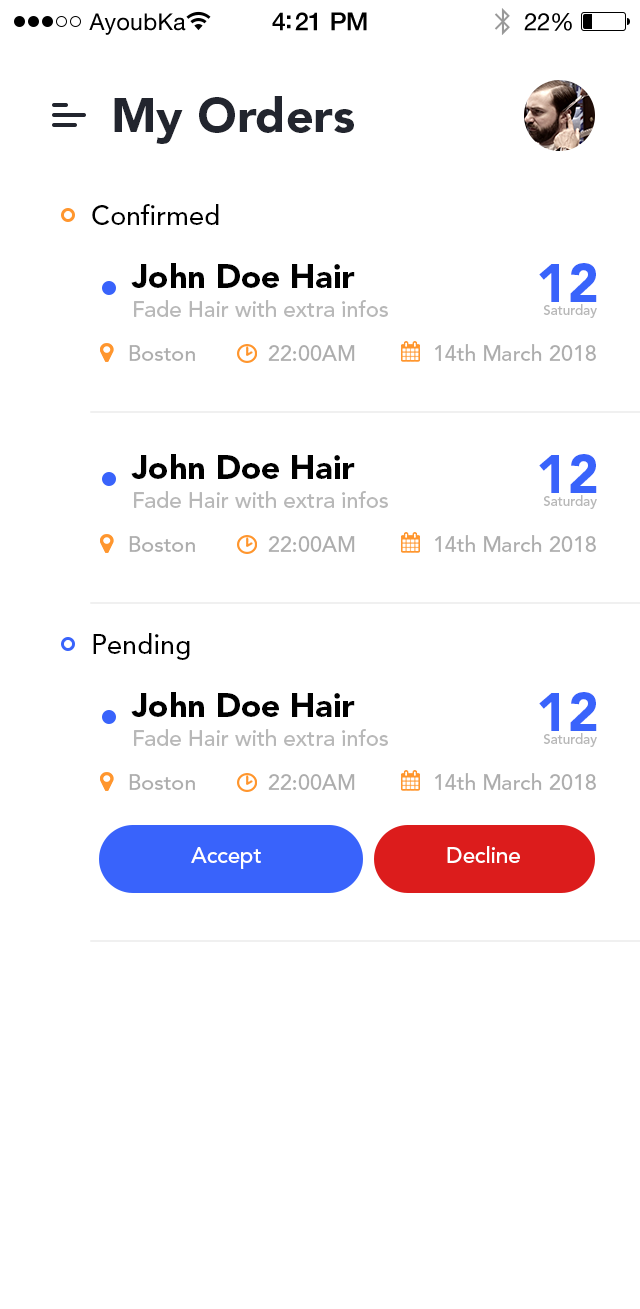 AyoubKa 4:21 PM 22%
My Orders
Confirmed
John Doe Hair 12
Fade Hair with extra infos Saturday
Boston 22:00AM 14th March 2018
John Doe Hair 12
Fade Hair with extra infos Saturday
Boston 22:00AM 14th March 2018
Pending
John Doe Hair 12
Fade Hair with extra infos Saturday
Boston 22:00AM 14th March 2018
Accept Decline